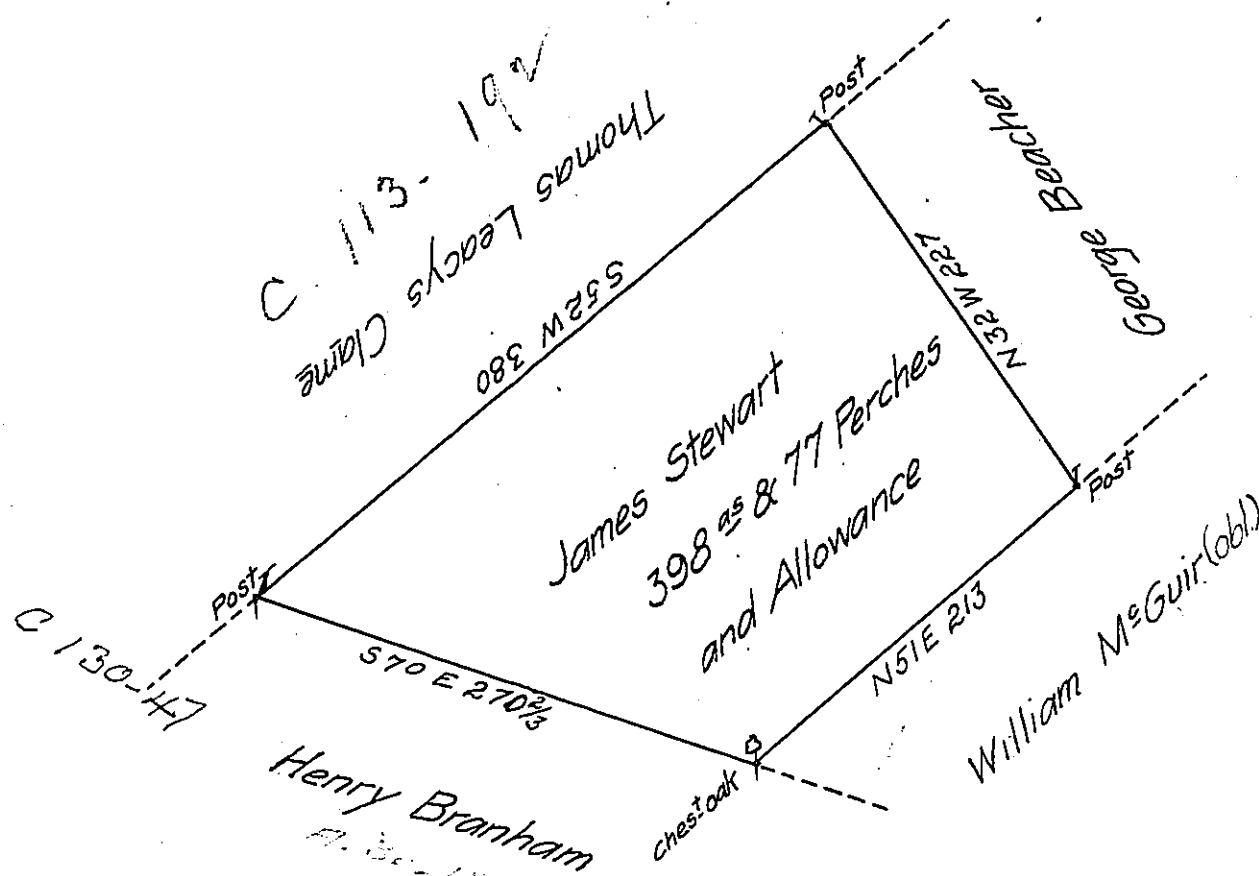 C. 113- 192
Thomas Leacys Clame
Post
George Beacher
S 52 W 380
N 32 W 227
James Stewart
398 as & 77 Perches
and Allowance
Post
Post
C 130-47
S 70 E 270 2/3
N 51 E 213
William McGuir (obl)
Henry Branham
chest oak